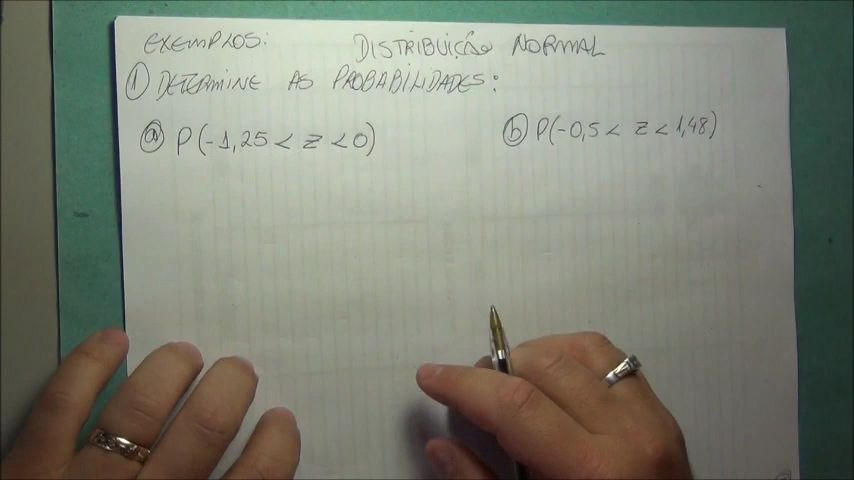 EXEMPLOS: DISTRIBUIÇÃO NORMAL
① DETERMINE AS PROBABILIDADES:
ⓐ P(-1,25 < z < 0) ⓑ P(-0,5 < z < 1,48)